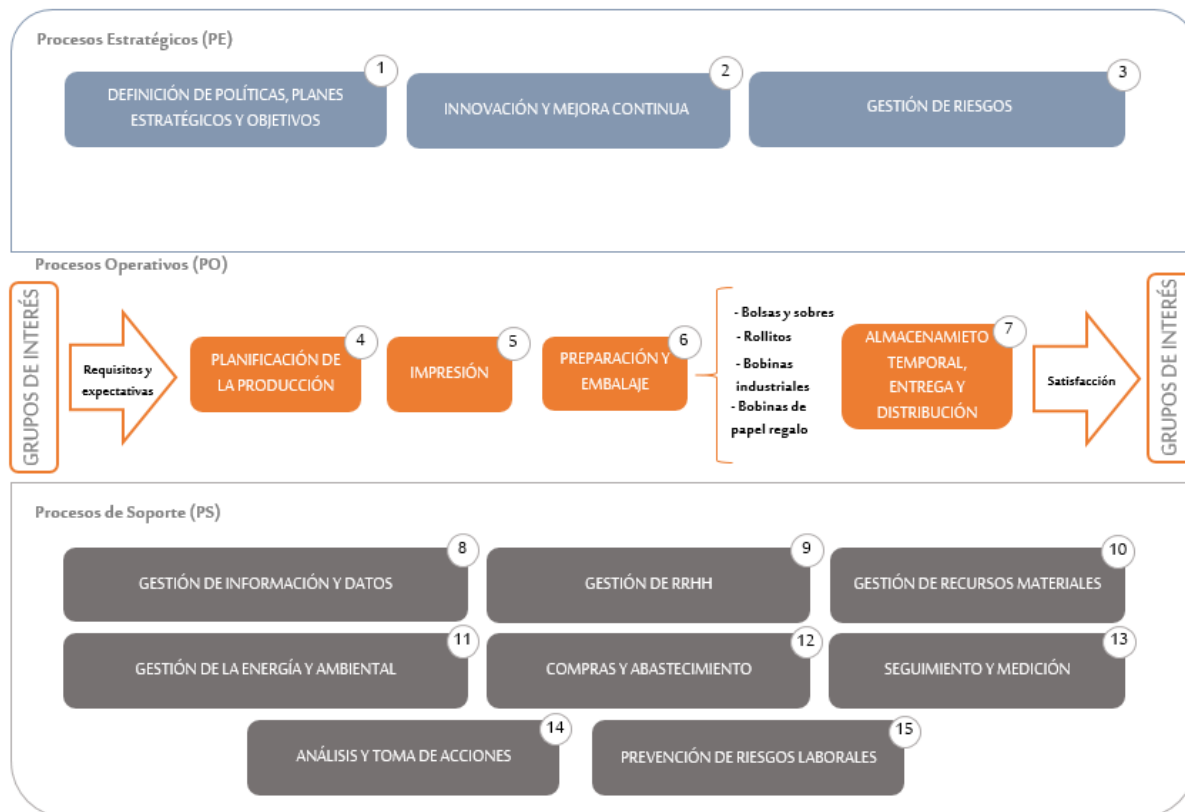 Procesos Estratégicos (PE)
1
DEFINICIÓN DE POLÍTICAS, PLANES
ESTRATÉGICOS Y OBJETIVOS
2
INNOVACIÓN Y MEJORA CONTINUA
3
GESTIÓN DE RIESGOS
Procesos Operativos (PO)
GRUPOS DE INTERÉS
Requisitos y
expectativas
4
PLANIFICACIÓN DE
LA PRODUCCIÓN
5
IMPRESIÓN
6
PREPARACIÓN Y
EMBALAJE
- Bolsas y sobres
- Rollitos
- Bobinas
industriales
- Bobinas de
papel regalo
7
ALMACENAMIETO
TEMPORAL,
ENTREGA Y
DISTRIBUCIÓN
Satisfacción
GRUPOS DE INTERÉS
Procesos de Soporte (PS)
8
GESTIÓN DE INFORMACIÓN Y DATOS
9
GESTIÓN DE RRHH
10
GESTIÓN DE RECURSOS MATERIALES
11
GESTIÓN DE LA ENERGÍA Y AMBIENTAL
12
COMPRAS Y ABASTECIMIENTO
13
SEGUIMIENTO Y MEDICIÓN
14
ANÁLISIS Y TOMA DE ACCIONES
15
PREVENCIÓN DE RIESGOS LABORALES